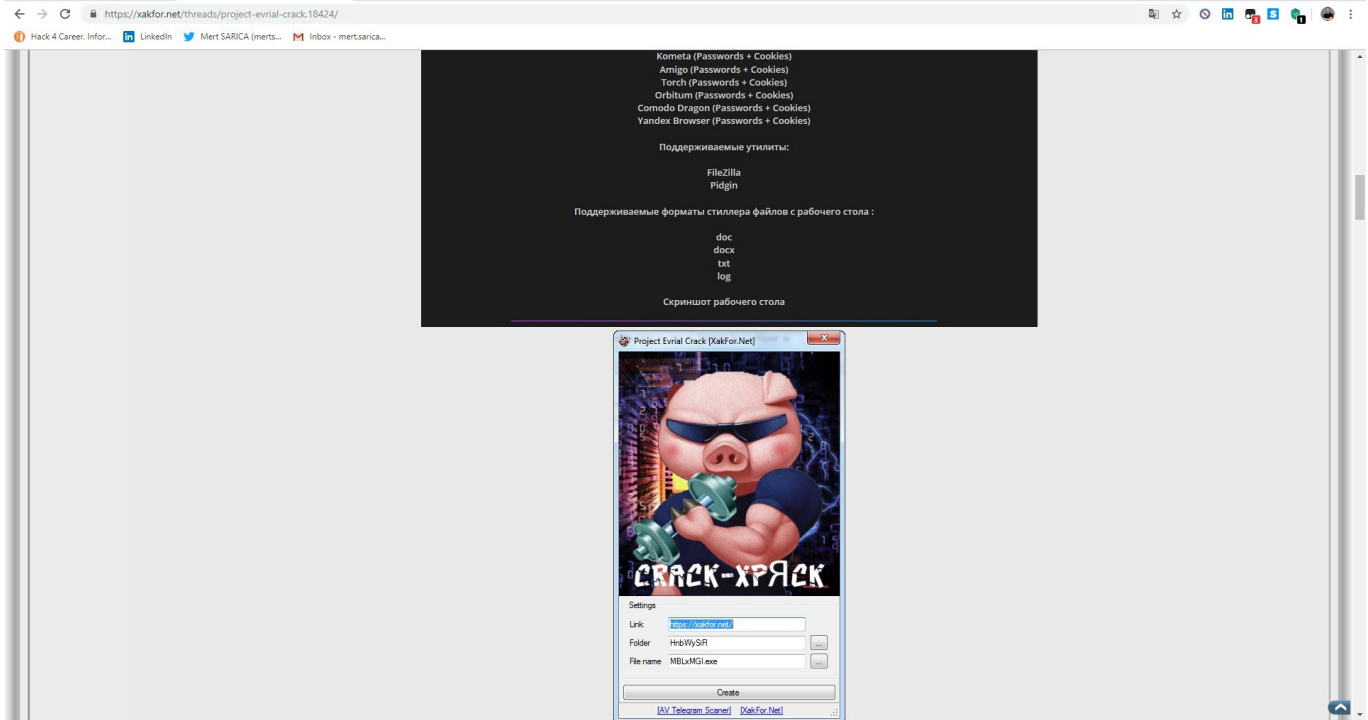 https://xakfor.net/threads/project-evrial-crack.18424/
Hack 4 Career. Infor... LinkedIn Mert SARICA (merts... Inbox - mert.sarica...
Kometa (Passwords + Cookies)
Amigo (Passwords + Cookies)
Torch (Passwords + Cookies)
Orbitum (Passwords + Cookies)
Comodo Dragon (Passwords + Cookies)
Yandex Browser (Passwords + Cookies)
Поддерживаемые утилиты:
FileZilla
Pidgin
Поддерживаемые форматы стиллера файлов с рабочего стола :
doc
docx
txt
log
Скриншот рабочего стола
Project Evrial Crack [XakFor.Net]
CRACK-ХРЯСК
Settings
Link https://xakfor.net/
Folder HnbWySiFl
File name MBLxMGI.exe
Create
[AV Telegram Scaner] [XakFor.Net]